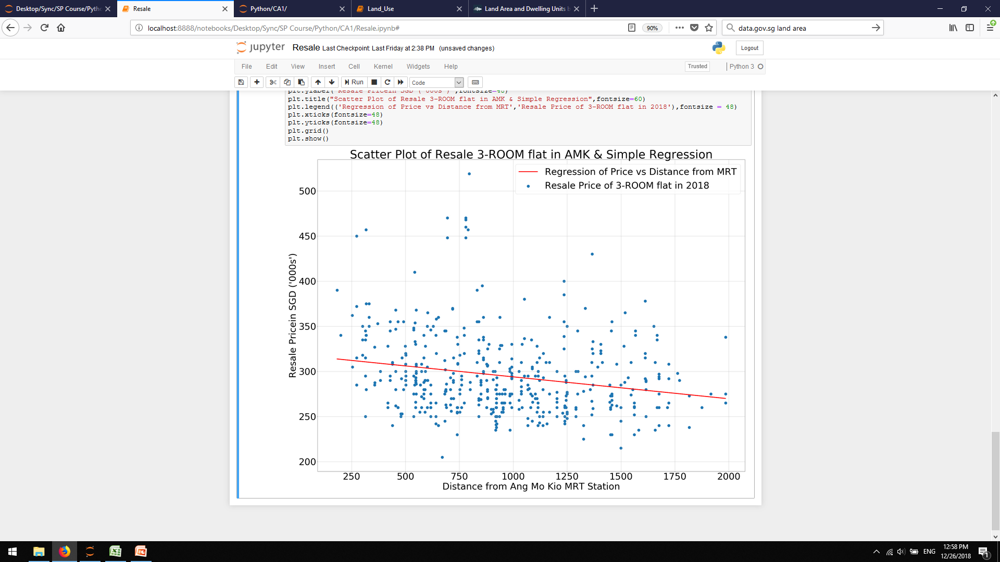 Desktop/Sync/SP Course/Pytho
Resale
Python/CA1/
Land_Use
Land Area and Dwelling Units b
localhost:8888/notebooks/Desktop/Sync/SP Course/Python/CA1/Resale.ipynb#
90%
data.gov.sg land area
jupyter Resale Last Checkpoint: Last Friday at 2:38 PM (unsaved changes)
Logout
File Edit View Insert Cell Kernel Widgets Help
Trusted
Python 3
Run
Code
plt.ylabel("Resale Pricein SGD ('000s')",fontsize=48)
plt.title("Scatter Plot of Resale 3-ROOM flat in AMK & Simple Regression",fontsize=60)
plt.legend(('Regression of Price vs Distance from MRT','Resale Price of 3-ROOM flat in 2018'),fontsize = 48)
plt.xticks(fontsize=48)
plt.yticks(fontsize=48)
plt.grid()
plt.show()
Scatter Plot of Resale 3-ROOM flat in AMK & Simple Regression
Regression of Price vs Distance from MRT
Resale Price of 3-ROOM flat in 2018
500
450
400
350
300
250
200
Resale Pricein SGD ('000s')
250 500 750 1000 1250 1500 1750 2000
Distance from Ang Mo Kio MRT Station
ENG
12:58 PM
12/26/2018
1